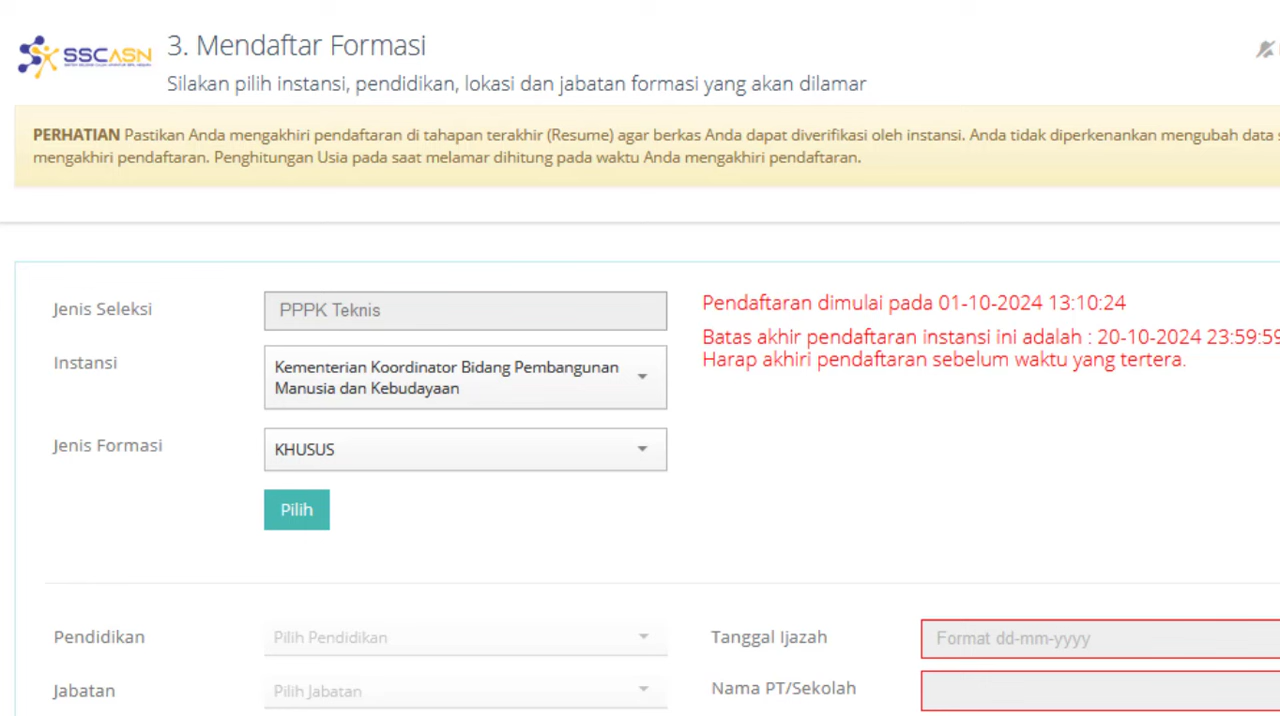 SSCASN
3. Mendaftar Formasi
Silakan pilih instansi, pendidikan, lokasi dan jabatan formasi yang akan dilamar
PERHATIAN Pastikan Anda mengakhiri pendaftaran di tahapan terakhir (Resume) agar berkas Anda dapat diverifikasi oleh instansi. Anda tidak diperkenankan mengubah data s
mengakhiri pendaftaran. Penghitungan Usia pada saat melamar dihitung pada waktu Anda mengakhiri pendaftaran.
Jenis Seleksi
PPPK Teknis
Pendaftaran dimulai pada 01-10-2024 13:10:24
Instansi
Kementerian Koordinator Bidang Pembangunan
Manusia dan Kebudayaan
Batas akhir pendaftaran instansi ini adalah : 20-10-2024 23:59:59
Harap akhiri pendaftaran sebelum waktu yang tertera.
Jenis Formasi
KHUSUS
Pilih
Pendidikan
Pilih Pendidikan
Tanggal Ijazah
Format dd-mm-yyyy
Jabatan
Pilih Jabatan
Nama PT/Sekolah